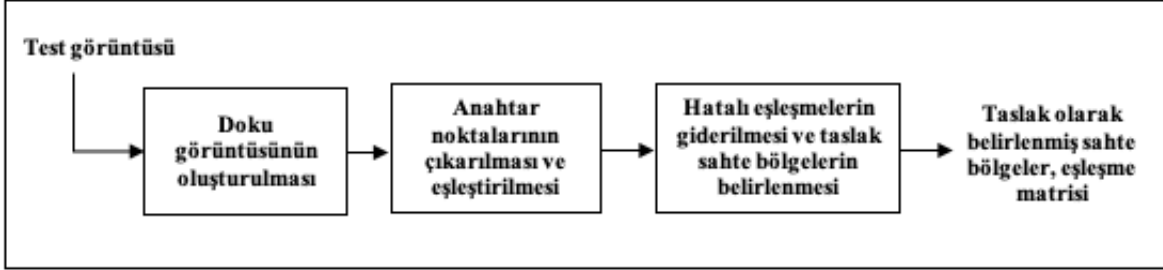 Test görüntüsü
Doku
görüntüsünün
oluşturulması
Anahtar
noktalarının
çıkarılması ve
eşleştirilmesi
Hatalı eşleşmelerin
giderilmesi ve taslak
sahte bölgelerin
belirlenmesi
Taslak olarak
belirlenmiş sahte
bölgeler, eşleşme
matrisi